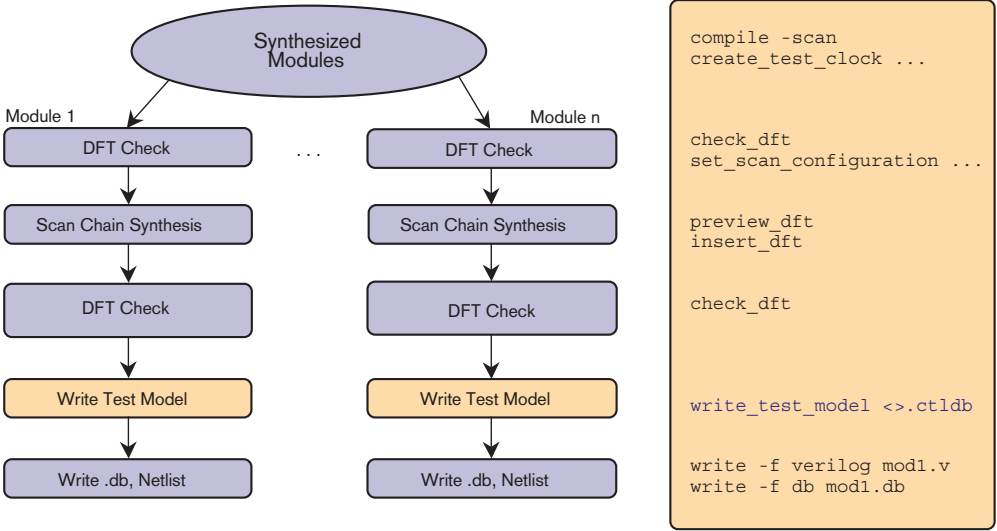 Synthesized
Modules
Module 1
DFT Check
Scan Chain Synthesis
DFT Check
Write Test Model
Write .db, Netlist
. . .
Module n
DFT Check
Scan Chain Synthesis
DFT Check
Write Test Model
Write .db, Netlist
compile -scan
create_test_clock ...
check_dft
set_scan_configuration ...
preview_dft
insert_dft
check_dft
write_test_model <>.ctldb
write -f verilog mod1.v
write -f db mod1.db